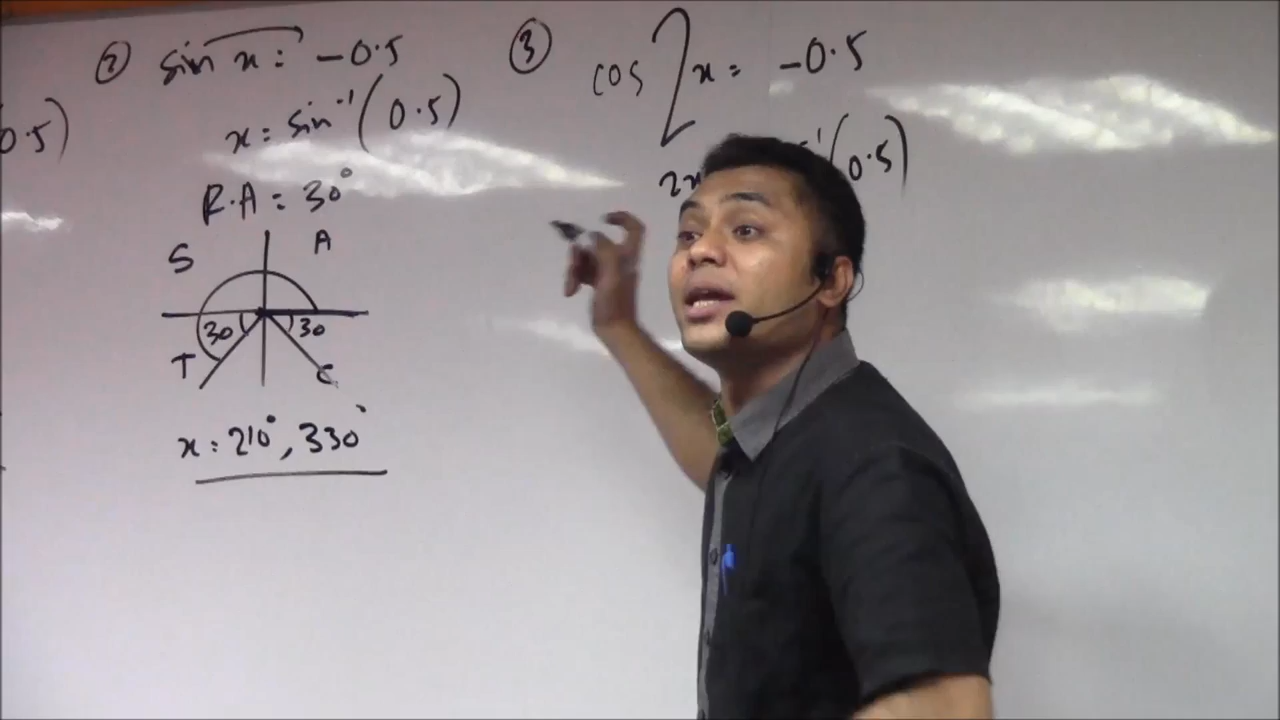 0.5)
② sin x = -0.5
x = sin⁻¹(0.5)
R.A = 30°
S A
30 30
T C
x = 210°, 330°
③ cos 2x = -0.5
2x ⁻¹(0.5)